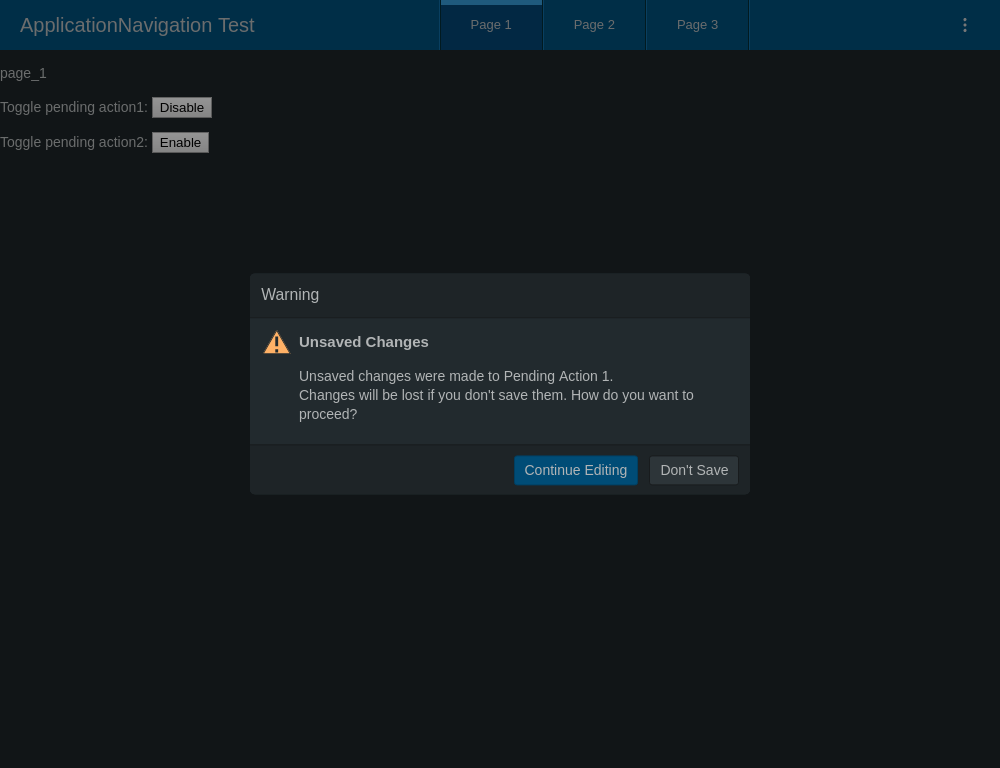 ApplicationNavigation Test
Page 1
Page 2
Page 3
page_1
Toggle pending action1: Disable
Toggle pending action2: Enable
Warning
Unsaved Changes
Unsaved changes were made to Pending Action 1.
Changes will be lost if you don't save them. How do you want to
proceed?
Continue Editing
Don't Save